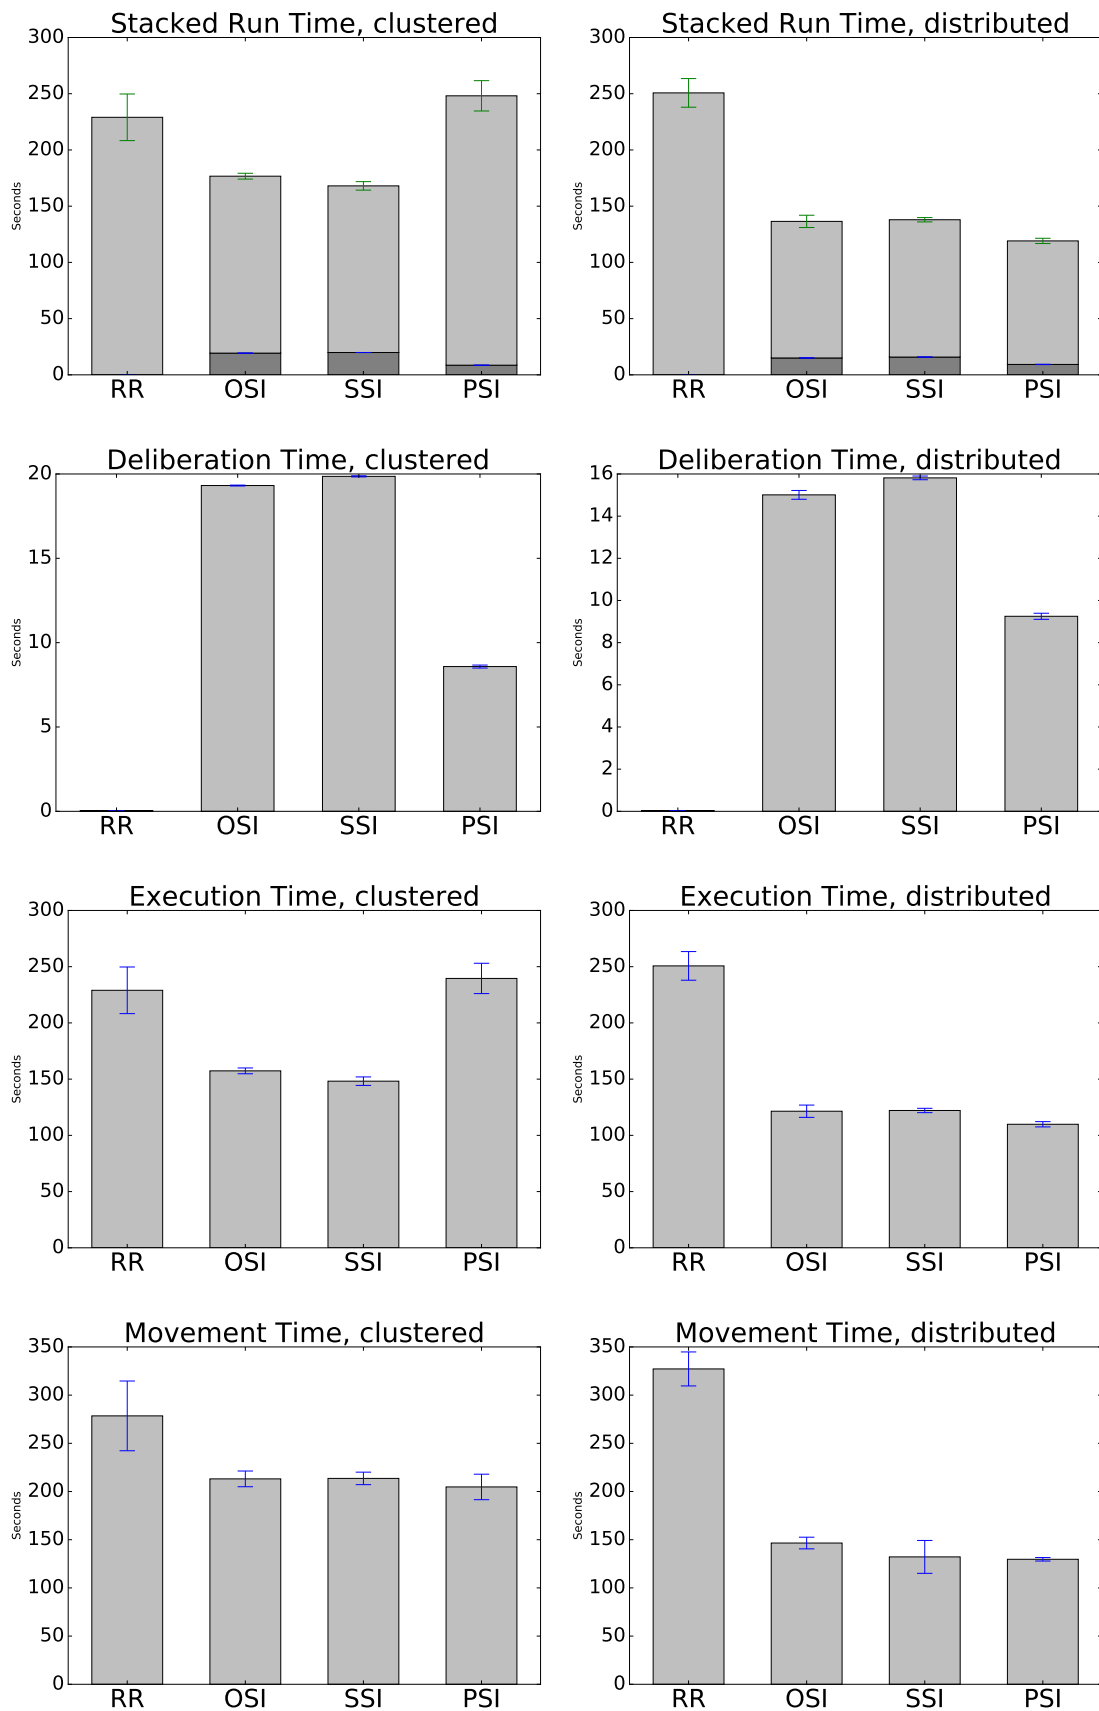 Stacked Run Time, clustered
300
250
200
150
100
50
0
Seconds
RR OSI SSI PSI
Stacked Run Time, distributed
300
250
200
150
100
50
0
Seconds
RR OSI SSI PSI
Deliberation Time, clustered
20
15
10
5
0
Seconds
RR OSI SSI PSI
Deliberation Time, distributed
16
14
12
10
8
6
4
2
0
Seconds
RR OSI SSI PSI
Execution Time, clustered
300
250
200
150
100
50
0
Seconds
RR OSI SSI PSI
Execution Time, distributed
300
250
200
150
100
50
0
Seconds
RR OSI SSI PSI
Movement Time, clustered
350
300
250
200
150
100
50
0
Seconds
RR OSI SSI PSI
Movement Time, distributed
350
300
250
200
150
100
50
0
Seconds
RR OSI SSI PSI